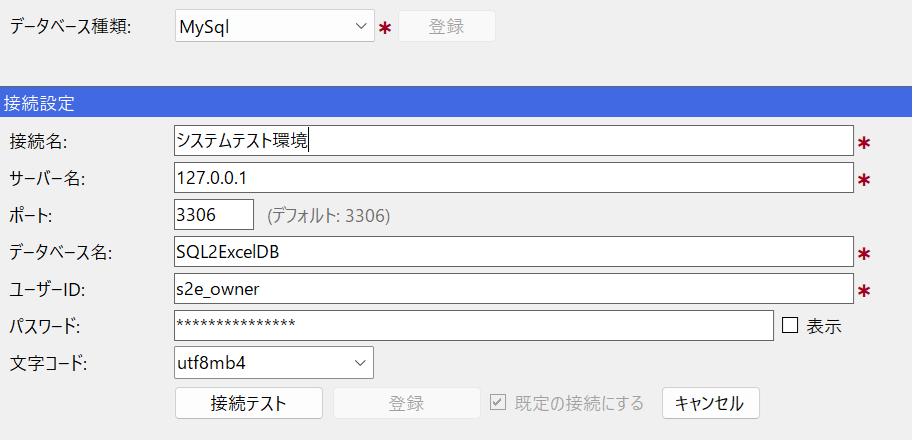 データベース種類: MySql * 登録
接続設定
接続名: システムテスト環境 *
サーバー名: 127.0.0.1 *
ポート: 3306 (デフォルト: 3306)
データベース名: SQL2ExcelDB *
ユーザーID: s2e_owner *
パスワード: *************** 表示
文字コード: utf8mb4
接続テスト 登録 既定の接続にする キャンセル